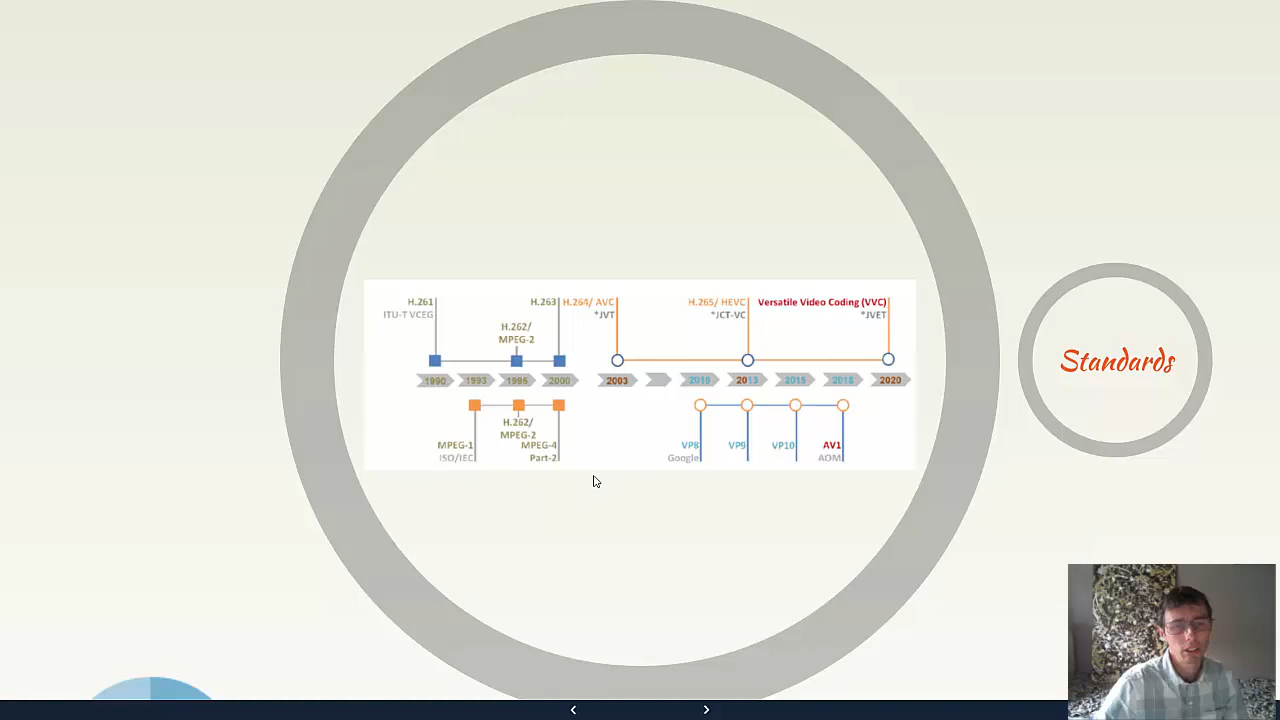 H.261
ITU-T VCEG
H.262/
MPEG-2
H.263
H.264/ AVC
*JVT
H.265/ HEVC
*JCT-VC
Versatile Video Coding (VVC)
*JVET
1990 1993 1995 2000 2003 2010 2013 2015 2018 2020
MPEG-1
ISO/IEC
H.262/
MPEG-2
MPEG-4
Part-2
VP8
Google
VP9
VP10
AV1
AOM
Standards